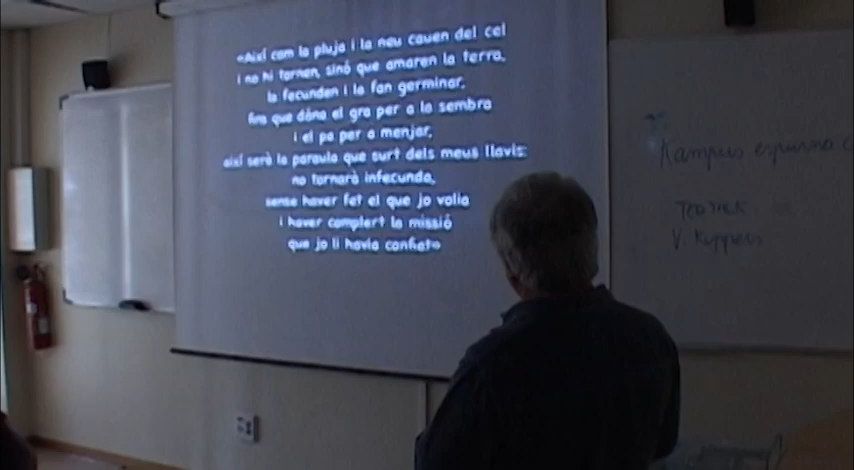 «Així com la pluja i la neu cauen del cel
i no hi tornen, sinó que amaren la terra,
la fecunden i la fan germinar,
fins que dóna el gra per a la sembra
i el pa per a menjar,
així serà la paraula que surt dels meus llavis:
no tornarà infecunda,
sense haver fet el que jo volia
i haver complert la missió
que jo li havia confiat»
Kampus
V. Kuppers